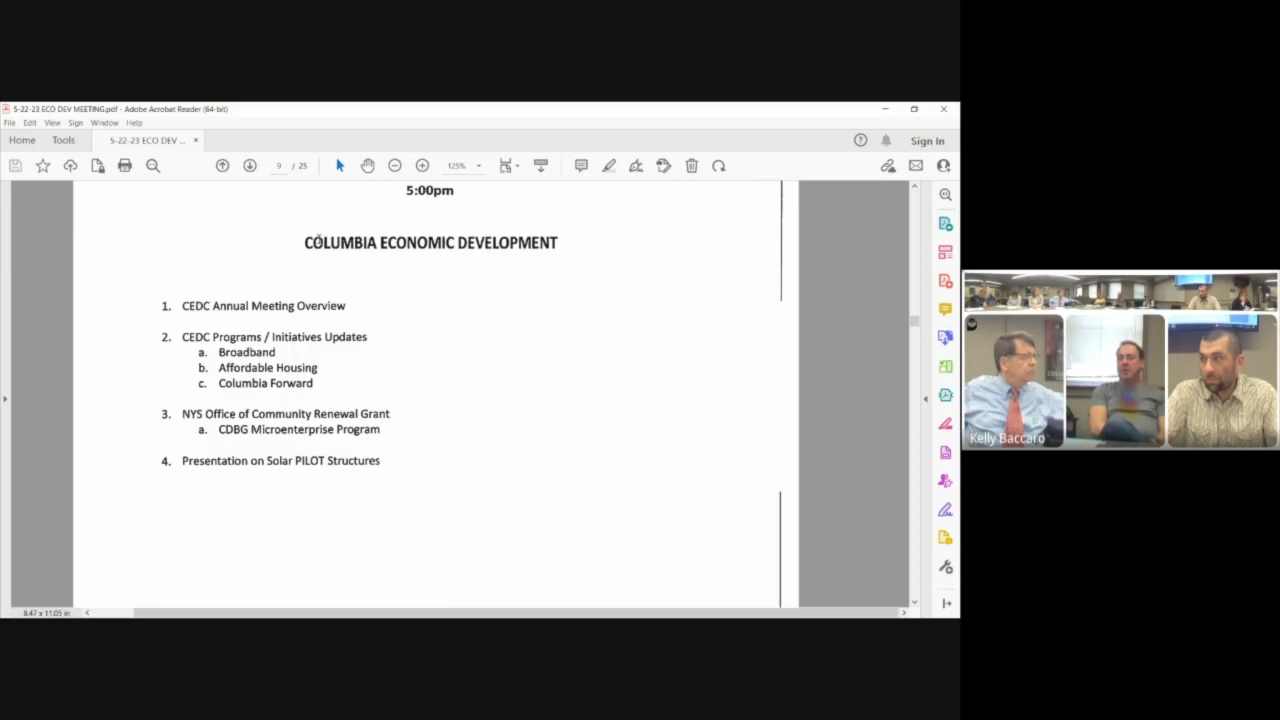 5-22-23 ECO DEV MEETING.pdf - Adobe Acrobat Reader (64-bit)
File Edit View Sign Window Help
Home Tools 5-22-23 ECO DEV ... × Sign In
9 / 25 125%
5:00pm
COLUMBIA ECONOMIC DEVELOPMENT
1. CEDC Annual Meeting Overview
2. CEDC Programs / Initiatives Updates
a. Broadband
b. Affordable Housing
c. Columbia Forward
3. NYS Office of Community Renewal Grant
a. CDBG Microenterprise Program
4. Presentation on Solar PILOT Structures
8.47 x 11.05 in
Kelly Baccaro